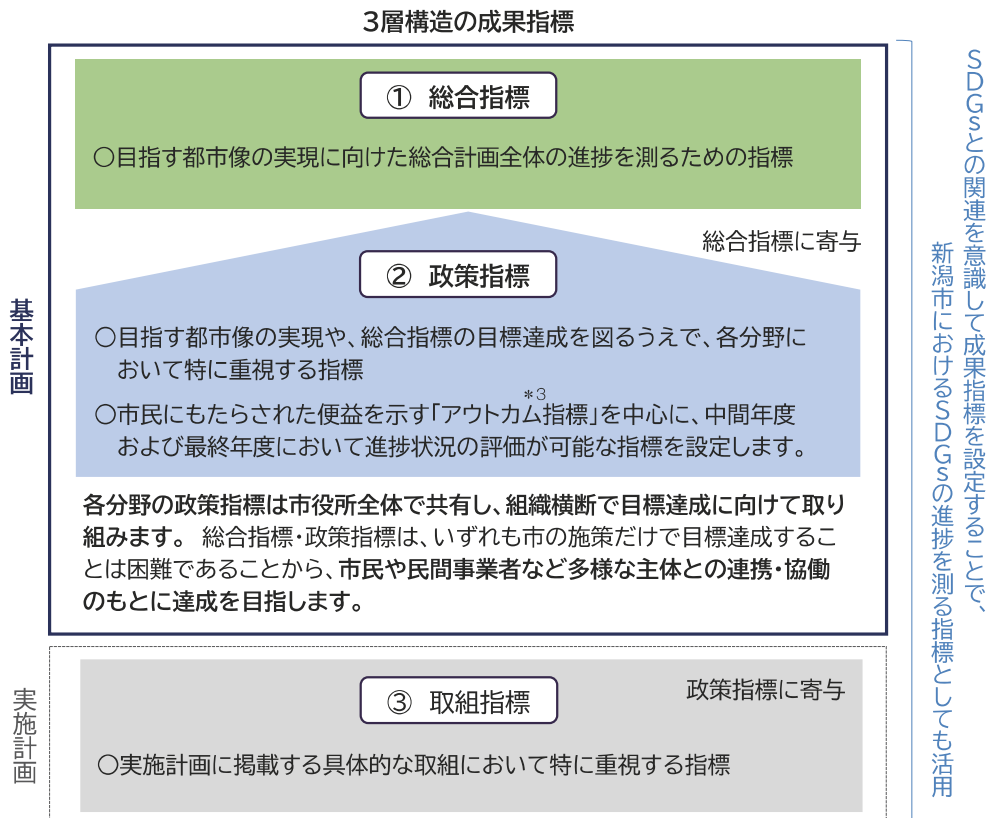 3層構造の成果指標
① 総合指標
○目指す都市像の実現に向けた総合計画全体の進捗を測るための指標
総合指標に寄与
② 政策指標
○目指す都市像の実現や、総合指標の目標達成を図るうえで、各分野に
おいて特に重視する指標
○市民にもたらされた便益を示す「アウトカム指標」を中心に、中間年度
*3
および最終年度において進捗状況の評価が可能な指標を設定します。
各分野の政策指標は市役所全体で共有し、組織横断で目標達成に向けて取り
組みます。 総合指標・政策指標は、いずれも市の施策だけで目標達成するこ
とは困難であることから、市民や民間事業者など多様な主体との連携・協働
のもとに達成を目指します。
基本計画
政策指標に寄与
③ 取組指標
○実施計画に掲載する具体的な取組において特に重視する指標
実施計画
SDGsとの関連を意識して成果指標を設定することで、
新潟市におけるSDGsの進捗を測る指標としても活用